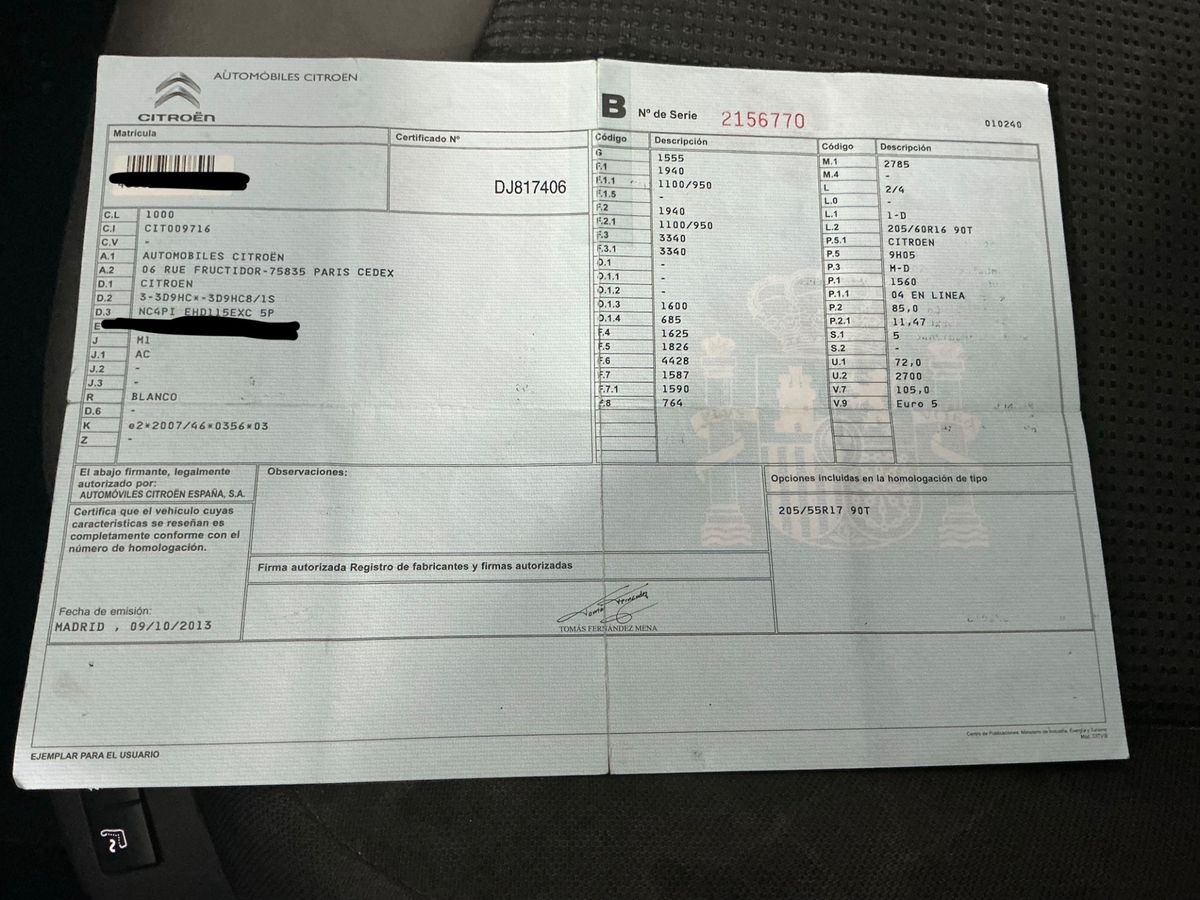 AUTOMÓBILES CITROËN
CITROËN
B Nº de Serie 2156770
010240
Matrícula
Certificado Nº
DJ817406
C.L 1000
C.I CIT009716
C.V -
A.1 AUTOMOBILES CITROËN
A.2 06 RUE FRUCTIDOR-75835 PARIS CEDEX
D.1 CITROEN
D.2 3-3D9HC*-3D9HC8/1S
D.3 NC4PI EHD115EXC 5P
E
J M1
J.1 AC
J.2 -
J.3 -
R BLANCO
D.6 -
K e2*2007/46*0356*03
Z -
Código Descripción
G 1555
F.1 1940
F.1.1 1100/950
F.1.5 -
F.2 1940
F.2.1 1100/950
F.3 3340
F.3.1 3340
O.1 -
O.1.1 -
O.1.2 -
O.1.3 1600
O.1.4 685
F.4 1625
F.5 1826
F.6 4428
F.7 1587
F.7.1 1590
F.8 764
Código Descripción
M.1 2785
M.4 -
L 2/4
L.0 -
L.1 1-D
L.2 205/60R16 90T
P.5.1 CITROEN
P.5 9H05
P.3 M-D
P.1 1560
P.1.1 04 EN LINEA
P.2 85,0
P.2.1 11,47
S.1 5
S.2 -
U.1 72,0
U.2 2700
V.7 105,0
V.9 Euro 5
El abajo firmante, legalmente
autorizado por:
AUTOMÓVILES CITROËN ESPAÑA, S.A.
Certifica que el vehículo cuyas
características se reseñan es
completamente conforme con el
número de homologación.
Fecha de emisión:
MADRID , 09/10/2013
Observaciones:
Firma autorizada Registro de fabricantes y firmas autorizadas
TOMÁS FERNÁNDEZ MENA
Opciones incluidas en la homologación de tipo
205/55R17 90T
EJEMPLAR PARA EL USUARIO
Centro de Publicaciones. Ministerio de Industria, Energía y Turismo